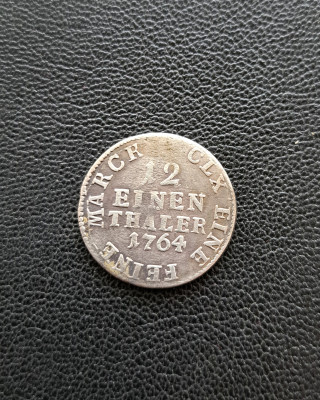 CLX EINE FEINE MARCK
12
EINEN
THALER
1764